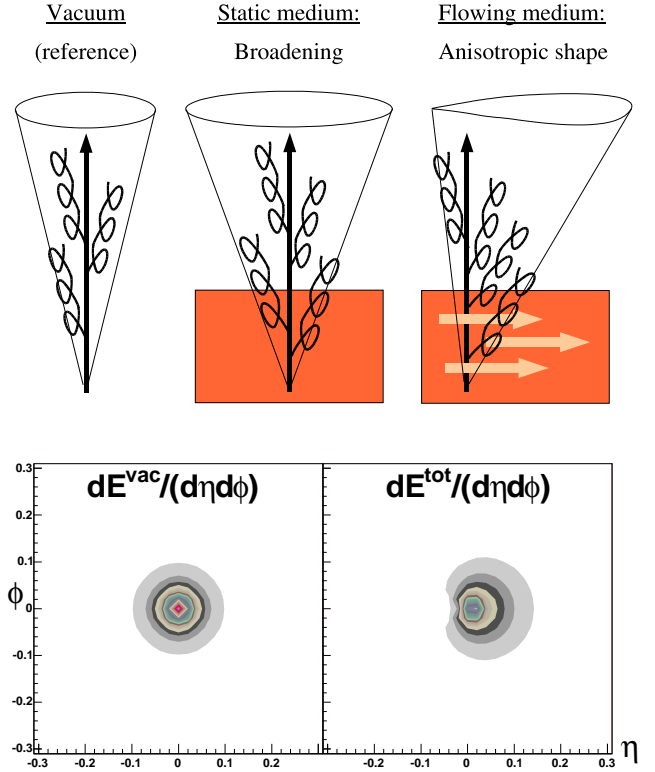 Vacuum
(reference)
Static medium:
Broadening
Flowing medium:
Anisotropic shape
dE^vac/(dηdϕ)
dE^tot/(dηdϕ)
0.3
0.2
0.1
ϕ 0
-0.1
-0.2
-0.3
-0.3 -0.2 -0.1 0 0.1 0.2 -0.2 -0.1 0 0.1 0.2 0.3 η